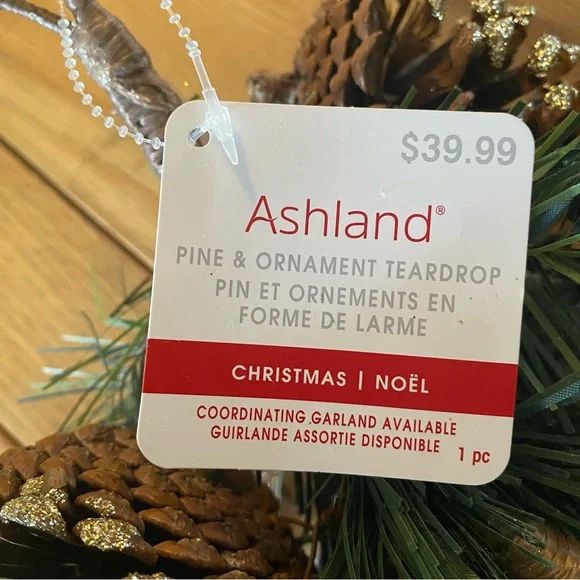 $39.99
Ashland®
PINE & ORNAMENT TEARDROP
PIN ET ORNEMENTS EN
FORME DE LARME
CHRISTMAS | NOËL
COORDINATING GARLAND AVAILABLE
GUIRLANDE ASSORTIE DISPONIBLE
1 pc